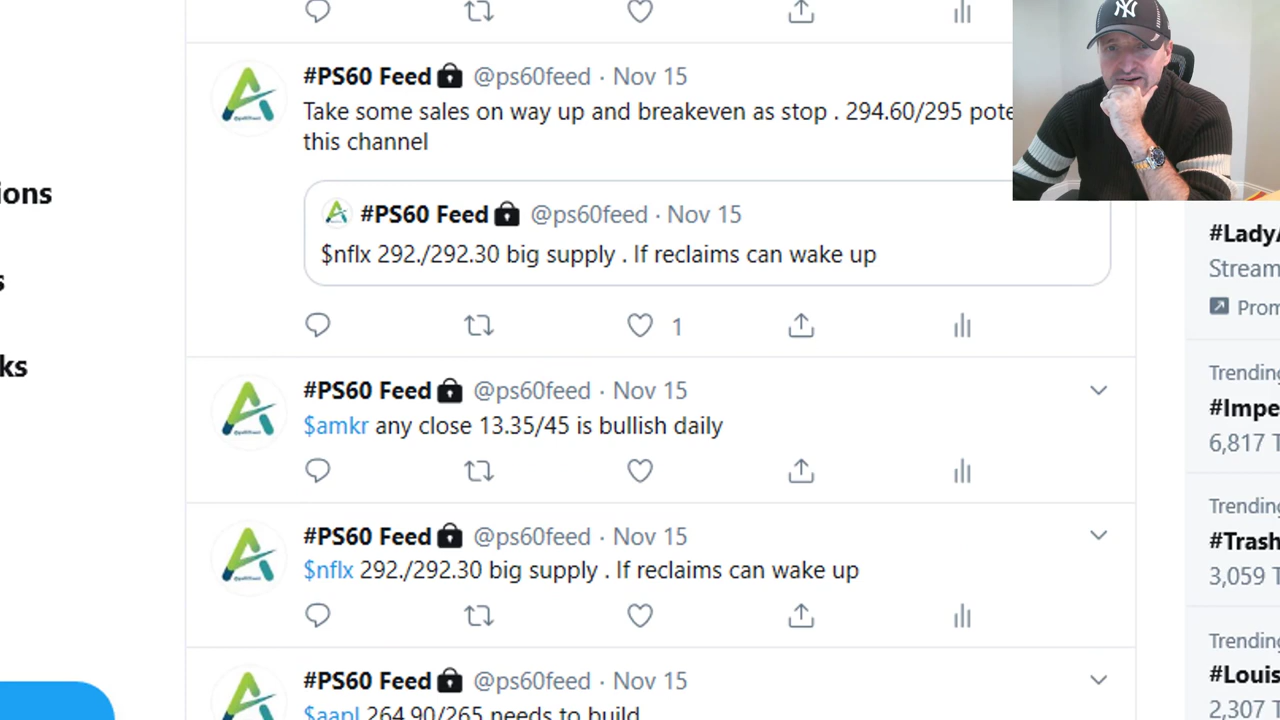 #PS60 Feed @ps60feed · Nov 15
Take some sales on way up and breakeven as stop . 294.60/295
this channel
#PS60 Feed @ps60feed · Nov 15
$nflx 292./292.30 big supply . If reclaims can wake up
1
#PS60 Feed @ps60feed · Nov 15
$amkr any close 13.35/45 is bullish daily
#PS60 Feed @ps60feed · Nov 15
$nflx 292./292.30 big supply . If reclaims can wake up
#PS60 Feed @ps60feed · Nov 15
$aapl 264.90/265 needs to build
ions
s
ks
NY
#LadyA
Stream
Prom
Trending
#Impe
6,817 T
Trending
#Trash
3,059 T
Trending
#Louis
2,307 T